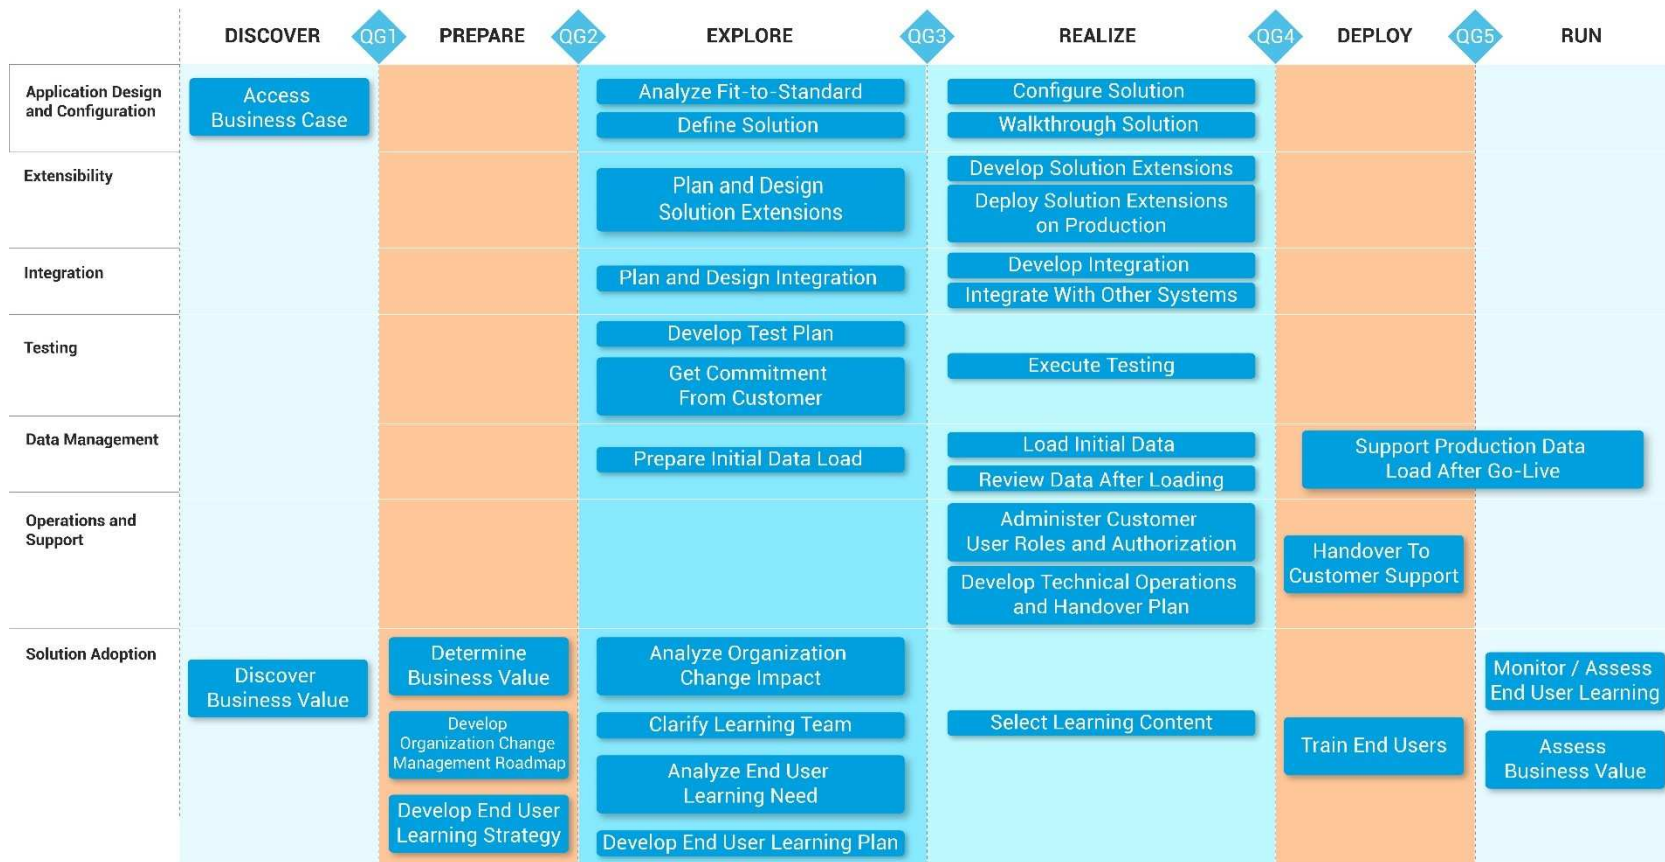 DISCOVER QG1 PREPARE QG2 EXPLORE QG3 REALIZE QG4 DEPLOY QG5 RUN
Application Design
and Configuration
Access
Business Case
Analyze Fit-to-Standard
Define Solution
Configure Solution
Walkthrough Solution
Extensibility
Plan and Design
Solution Extensions
Develop Solution Extensions
Deploy Solution Extensions
on Production
Integration
Plan and Design Integration
Develop Integration
Integrate With Other Systems
Testing
Develop Test Plan
Get Commitment
From Customer
Execute Testing
Data Management
Prepare Initial Data Load
Load Initial Data
Review Data After Loading
Support Production Data
Load After Go-Live
Operations and
Support
Administer Customer
User Roles and Authorization
Develop Technical Operations
and Handover Plan
Handover To
Customer Support
Solution Adoption
Discover
Business Value
Determine
Business Value
Develop
Organization Change
Management Roadmap
Develop End User
Learning Strategy
Analyze Organization
Change Impact
Clarify Learning Team
Analyze End User
Learning Need
Develop End User Learning Plan
Select Learning Content
Train End Users
Monitor / Assess
End User Learning
Assess
Business Value